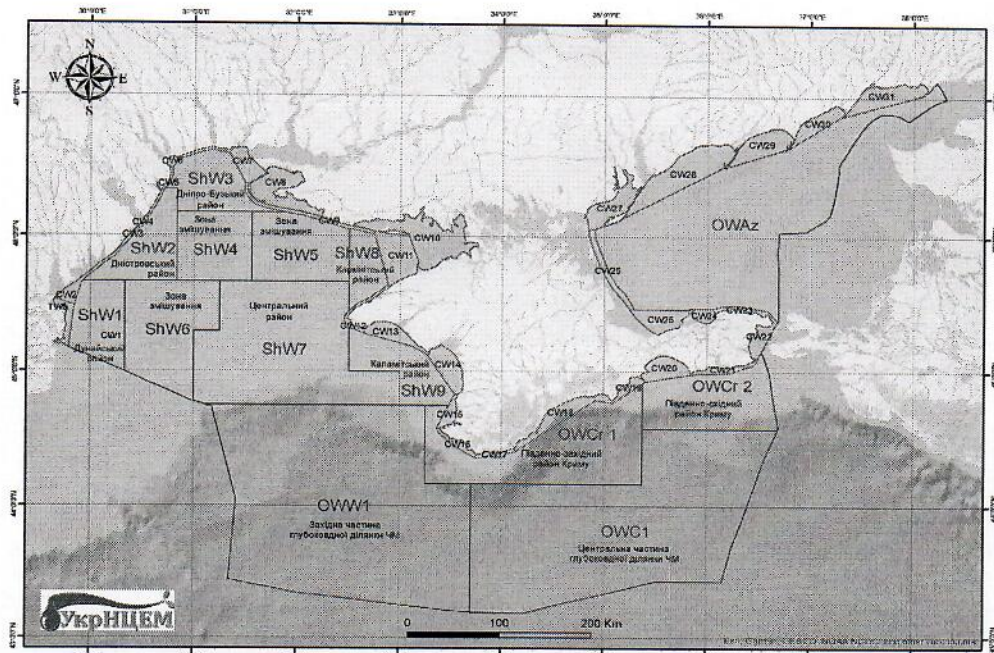 N
W E
S
CW31
CW30
CW29
CW28
CW27
CW7
ShW3
CW8
CW5
Дніпро-Бузький
район
CW4
CW3
Зона
змішування
Зона
змішування
CW9
OWAz
ShW2
ShW4
ShW5
ShW8
CW10
CW11
Дністровський
район
Каркінітський
район
CW25
CW2
ShW1
CW1
Дунайський
район
Зона
змішування
ShW6
Центральний
район
ShW7
CW13
CW14
Каламітський
район
ShW9
CW24
CW23
CW22
CW20
CW21
CW19
OWCr 2
Південно-східний
район Криму
CW15
CW16
CW17
CW18
OWCr 1
Південно-західний
район Криму
OWW1
Західна частина
глибоководної ділянки ЧМ
OWC1
Центральна частина
глибоководної ділянки ЧМ
УкрНЦЕМ
0 100 200 Km